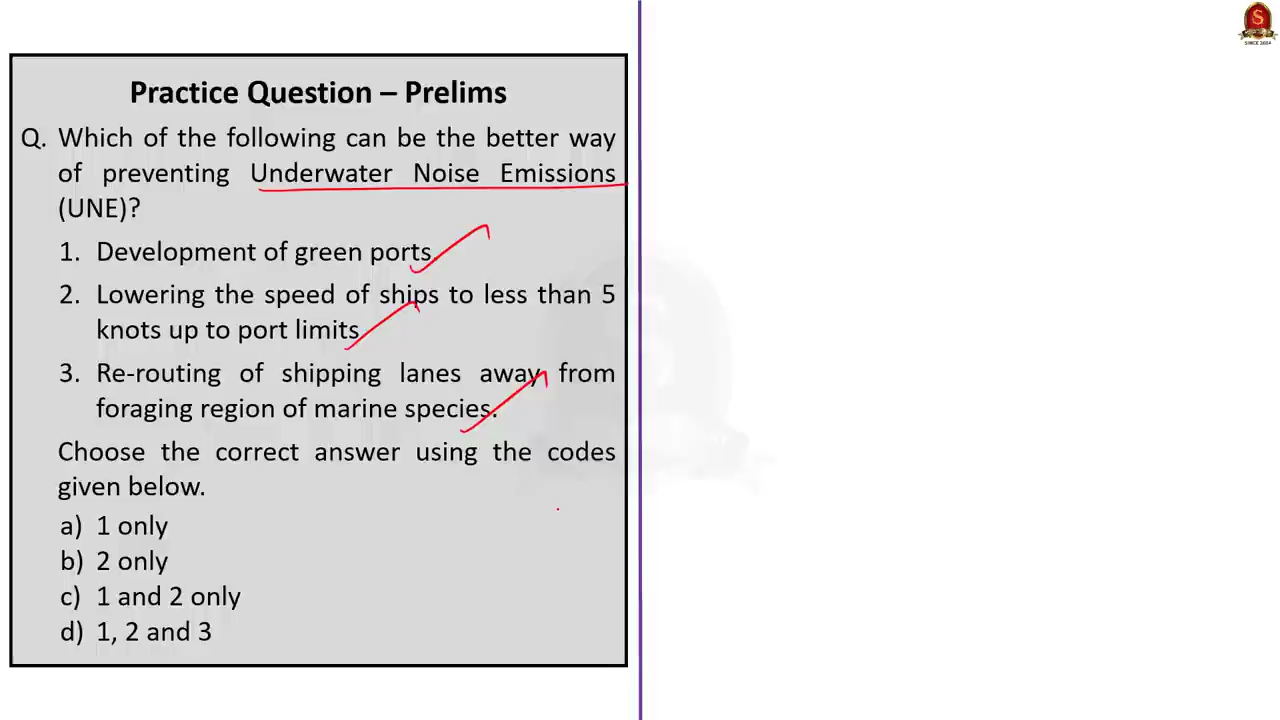 S
SINCE 2004
Practice Question – Prelims
Q. Which of the following can be the better way
of preventing Underwater Noise Emissions
(UNE)?
1. Development of green ports.
2. Lowering the speed of ships to less than 5
knots up to port limits.
3. Re-routing of shipping lanes away from
foraging region of marine species.
Choose the correct answer using the codes
given below.
a) 1 only
b) 2 only
c) 1 and 2 only
d) 1, 2 and 3